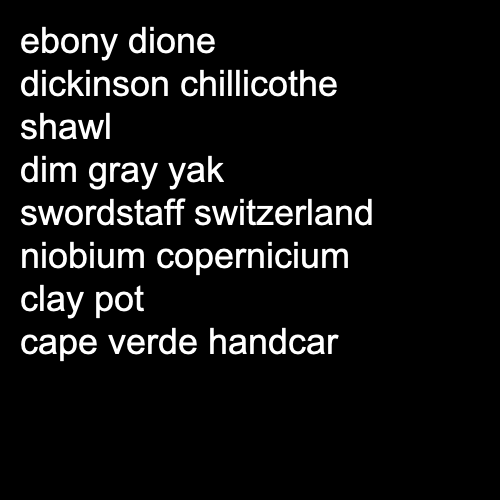 ebony dione
dickinson chillicothe
shawl
dim gray yak
swordstaff switzerland
niobium copernicium
clay pot
cape verde handcar